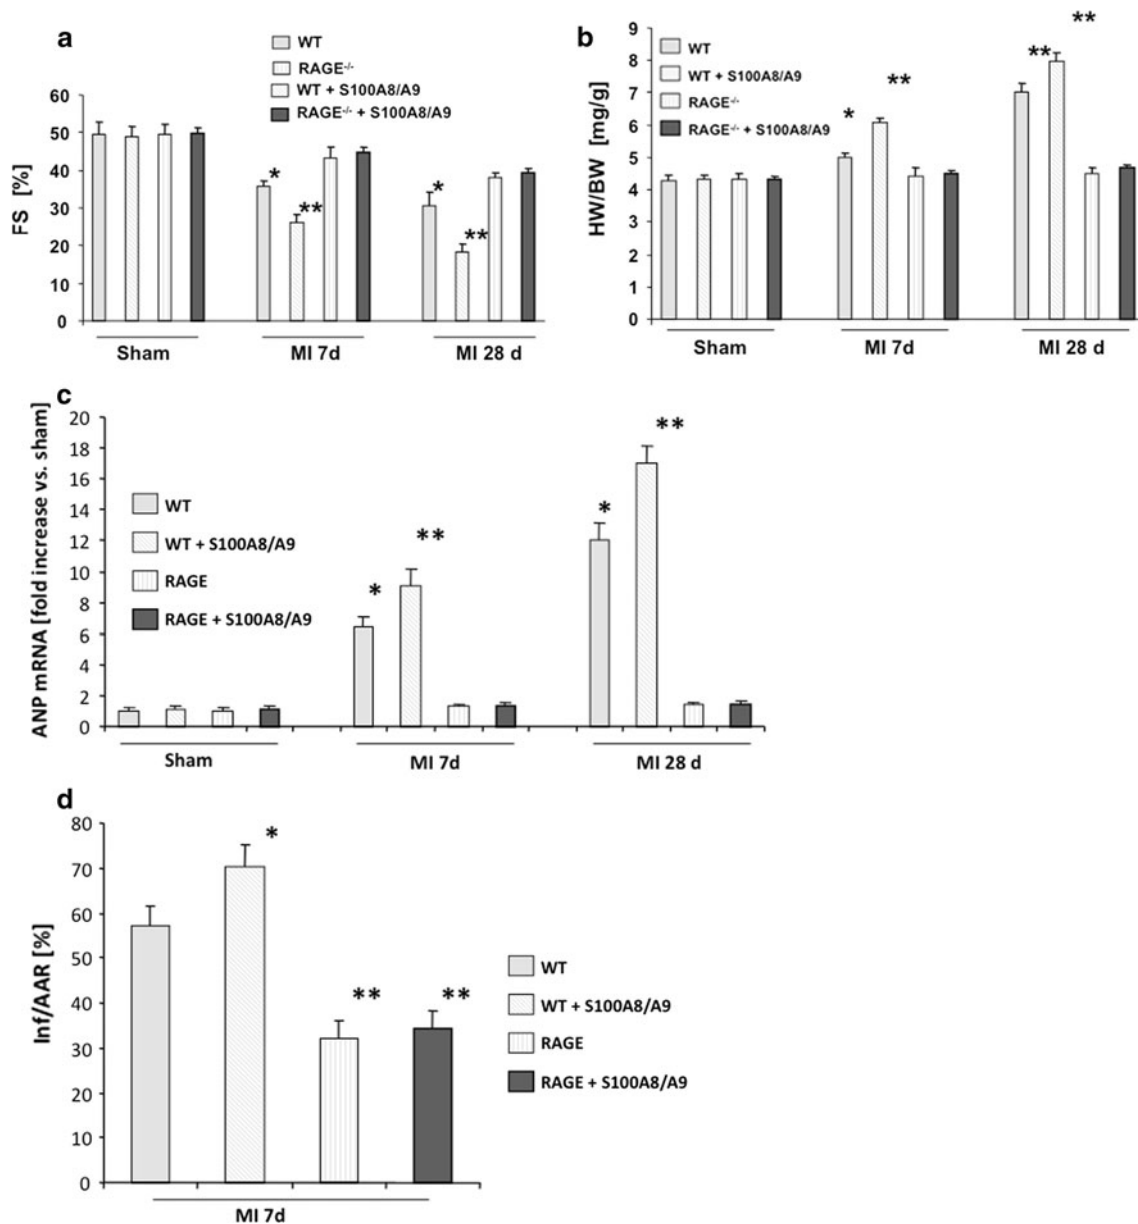 a
WT
RAGE-/-
WT + S100A8/A9
RAGE-/- + S100A8/A9
FS [%]
60
50
40
30
20
10
0
*
**
*
**
Sham
MI 7d
MI 28 d
b
WT
WT + S100A8/A9
RAGE-/-
RAGE-/- + S100A8/A9
HW/BW [mg/g]
9
8
7
6
5
4
3
2
1
0
*
**
**
**
Sham
MI 7d
MI 28 d
c
ANP mRNA [fold increase vs. sham]
20
18
16
14
12
10
8
6
4
2
0
WT
WT + S100A8/A9
RAGE
RAGE + S100A8/A9
*
**
*
**
Sham
MI 7d
MI 28 d
d
Inf/AAR [%]
80
70
60
50
40
30
20
10
0
*
**
**
WT
WT + S100A8/A9
RAGE
RAGE + S100A8/A9
MI 7d